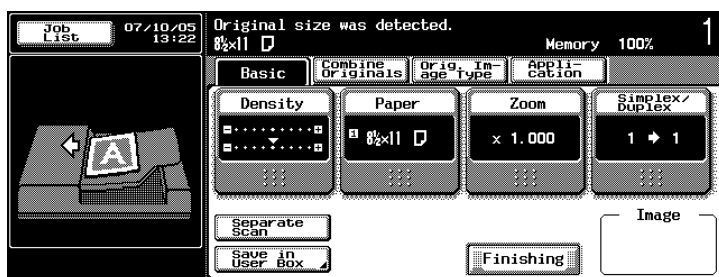 Job
List
07/10/05
13:22
Original size was detected.
8½×11
Memory 100%
1
Basic
Combine
Originals
Orig. Im-
age Type
Appli-
cation
Density
Paper
Zoom
Simplex/
Duplex
1 8½×11
× 1.000
1 ➔ 1
A
Separate
Scan
Save in
User Box
Finishing
Image